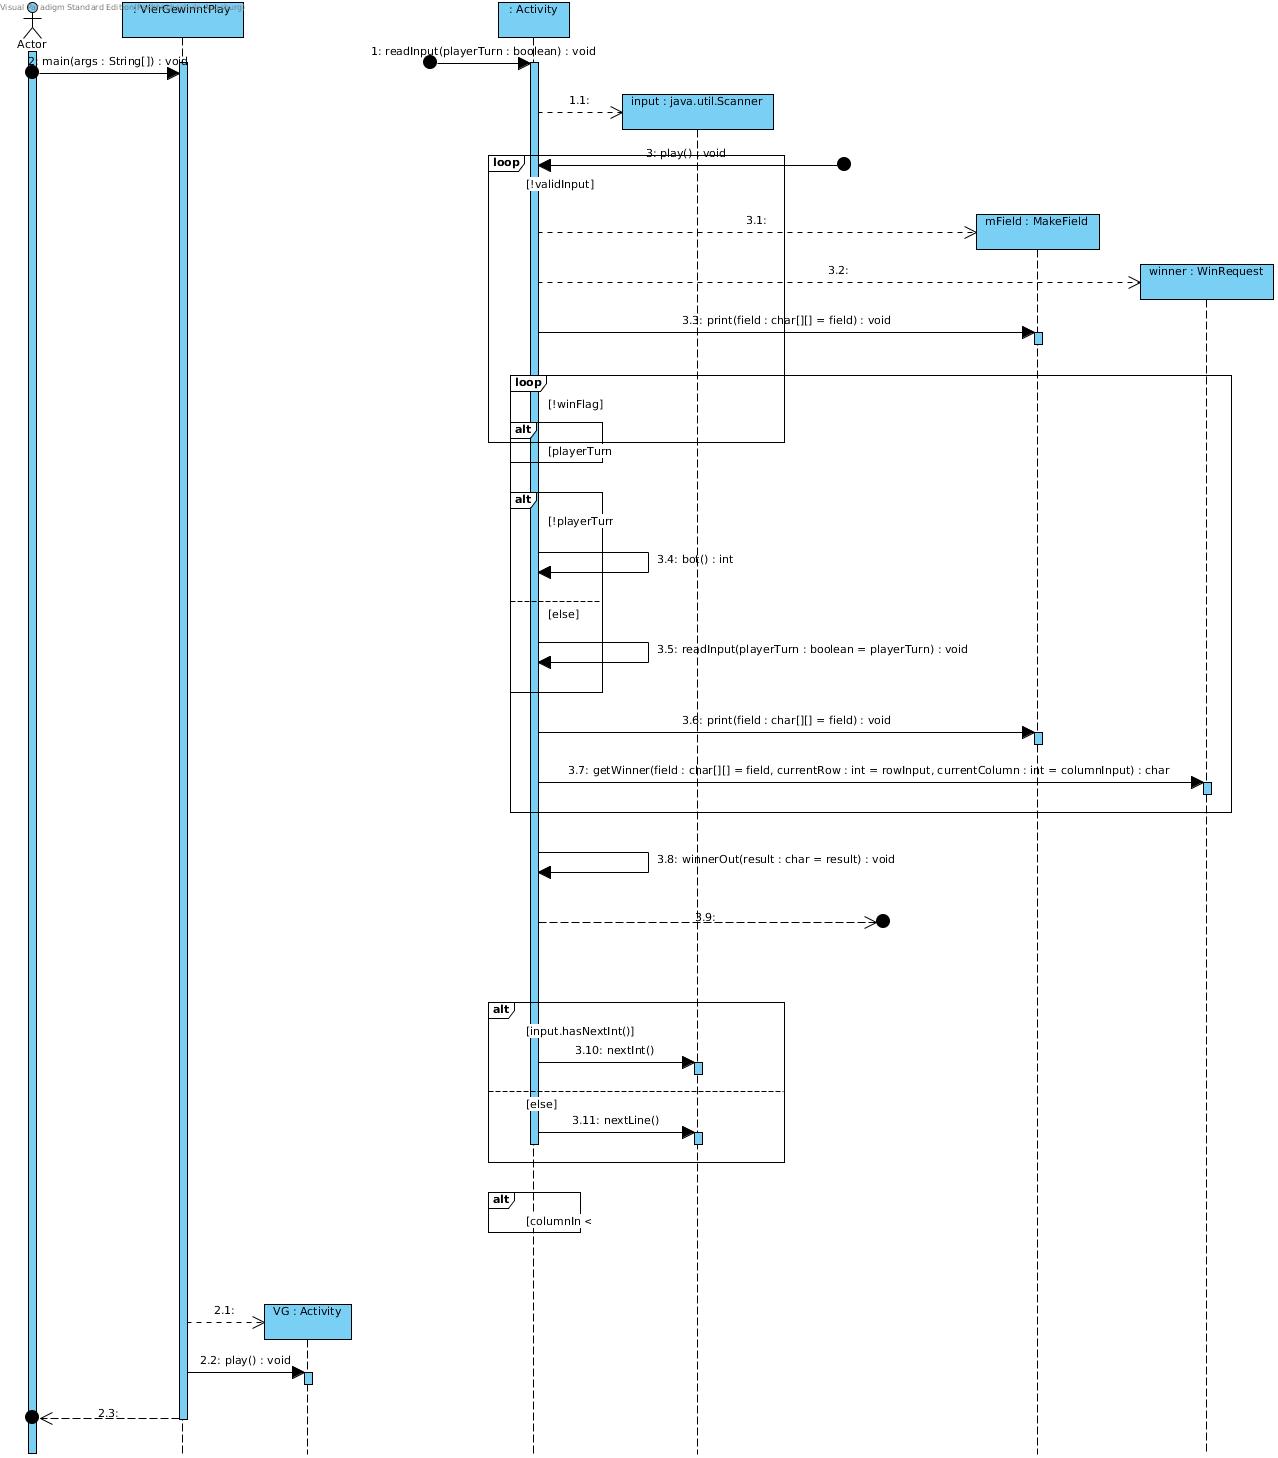 : VierGewinntPlay
: Activity
Actor
1: readInput(playerTurn : boolean) : void
2: main(args : String[]) : void
1.1:
input : java.util.Scanner
loop
3: play() : void
[!validInput]
3.1:
mField : MakeField
3.2:
winner : WinRequest
3.3: print(field : char[][] = field) : void
loop
[!winFlag]
alt
[playerTurn
alt
[!playerTurr
3.4: bot() : int
[else]
3.5: readInput(playerTurn : boolean = playerTurn) : void
3.6: print(field : char[][] = field) : void
3.7: getWinner(field : char[][] = field, currentRow : int = rowInput, currentColumn : int = columnInput) : char
3.8: winnerOut(result : char = result) : void
3.9:
alt
[input.hasNextInt()]
3.10: nextInt()
[else]
3.11: nextLine()
alt
[columnIn <
2.1:
VG : Activity
2.2: play() : void
2.3: